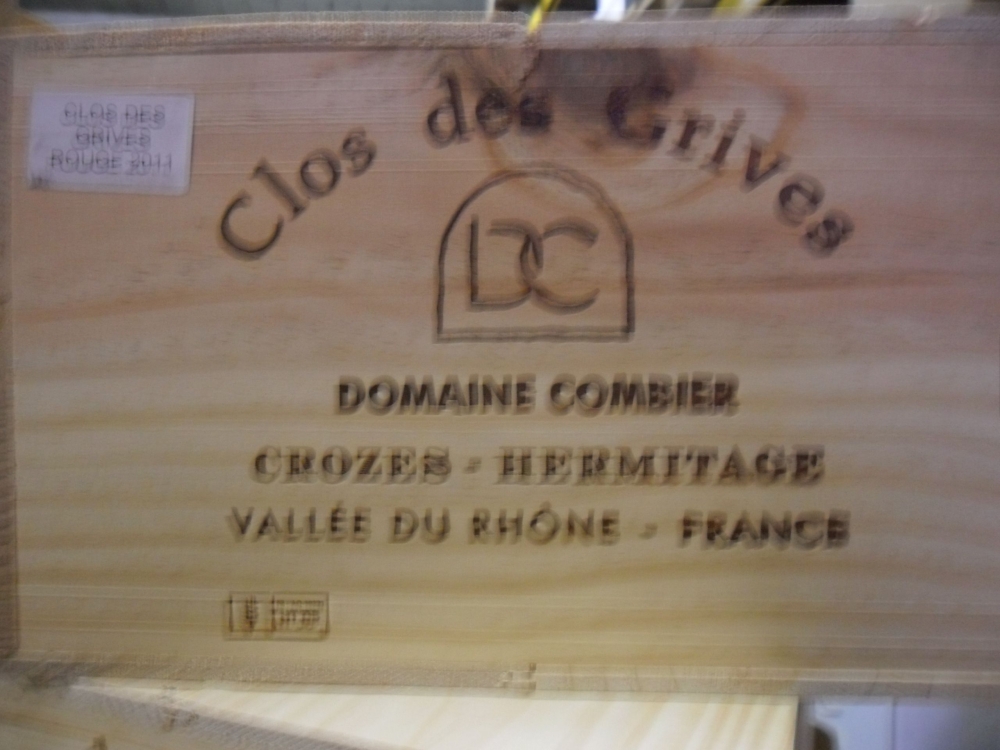 CLOS DES
GRIVES
ROUGE 2011
Clos des Grives
DC
DOMAINE COMBIER
CROZES - HERMITAGE
VALLÉE DU RHÔNE - FRANCE